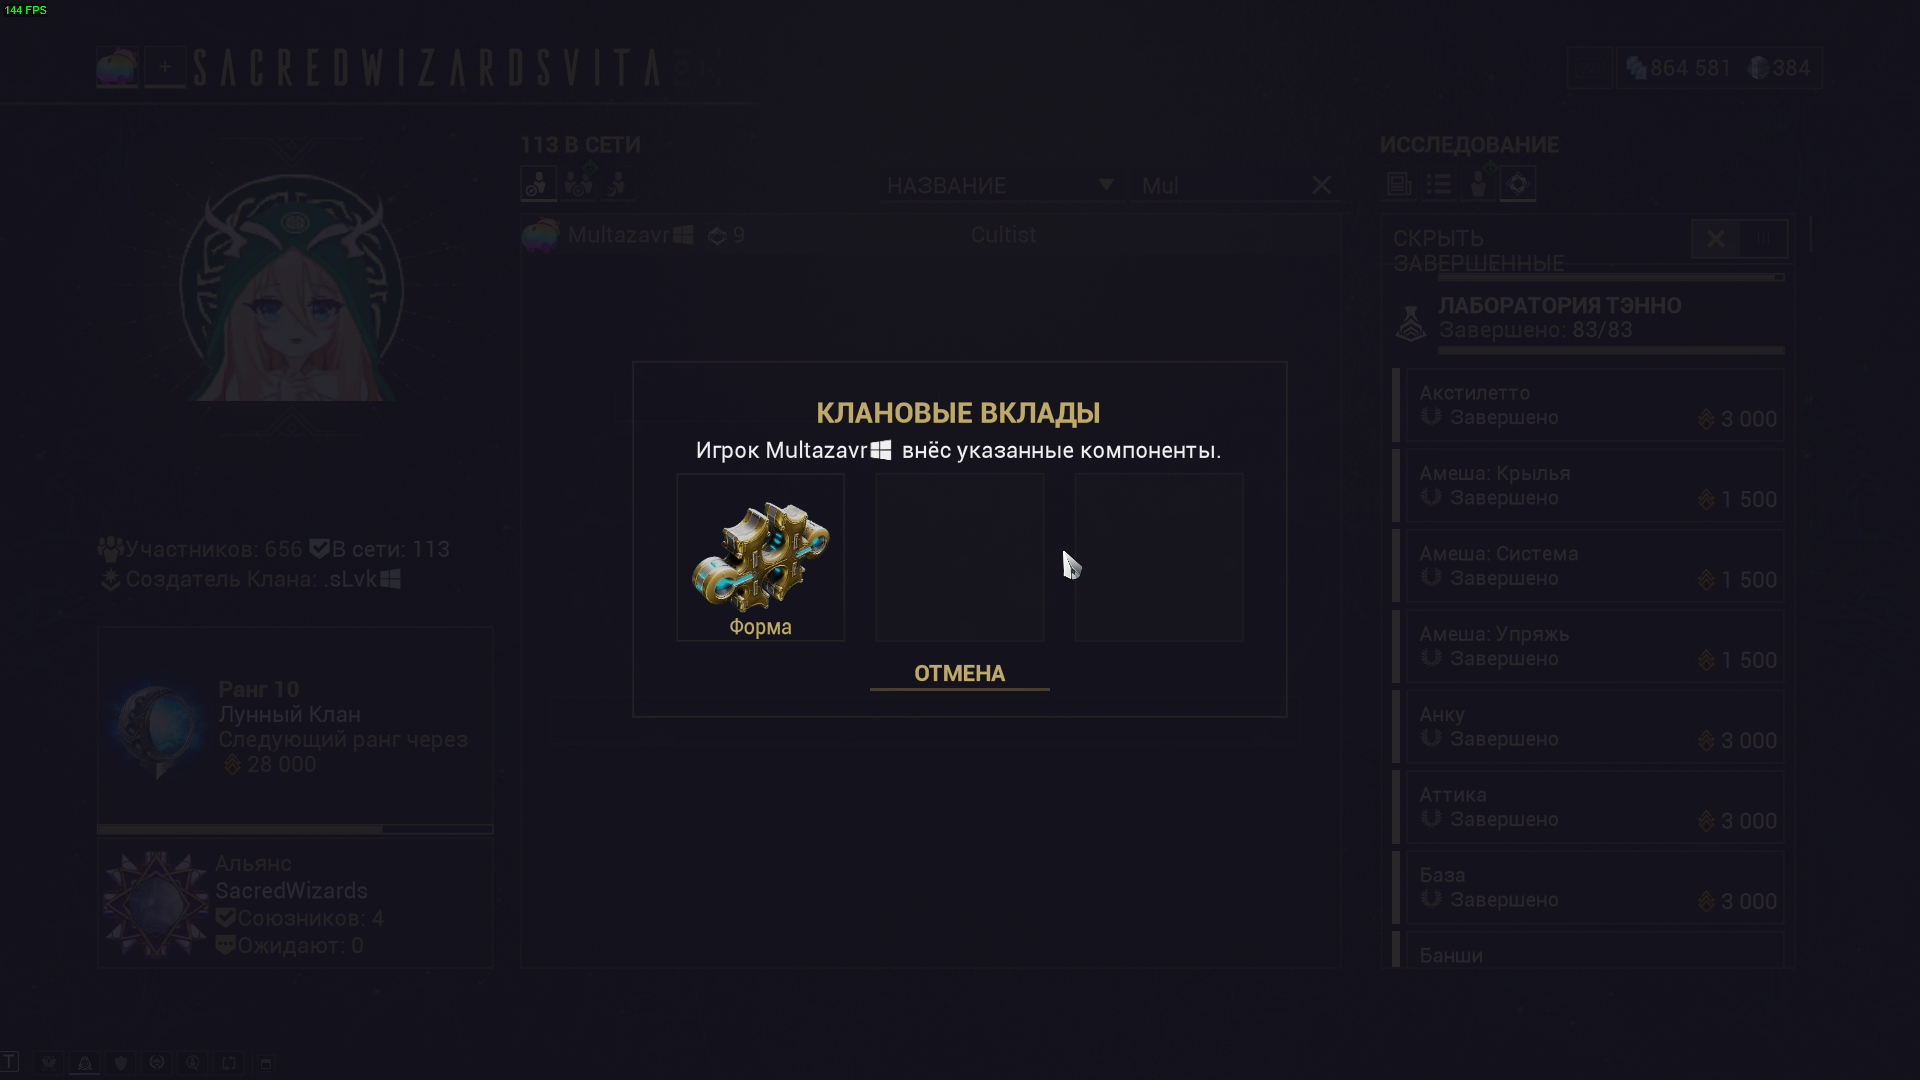 144 FPS
+ SACREDWIZARDSVITA
864 581 384
113 В СЕТИ
НАЗВАНИЕ
Mul
Multazavr 9
Cultist
Участников: 656 В сети: 113
Создатель Клана: .sLvk
Ранг 10
Лунный Клан
Следующий ранг через
28 000
Альянс
SacredWizards
Союзников: 4
Ожидают: 0
КЛАНОВЫЕ ВКЛАДЫ
Игрок Multazavr внёс указанные компоненты.
Форма
ОТМЕНА
ИССЛЕДОВАНИЕ
СКРЫТЬ
ЗАВЕРШЕННЫЕ
ЛАБОРАТОРИЯ ТЭННО
Завершено: 83/83
Акстилетто
Завершено 3 000
Амеша: Крылья
Завершено 1 500
Амеша: Система
Завершено 1 500
Амеша: Упряжь
Завершено 1 500
Анку
Завершено 3 000
Аттика
Завершено 3 000
База
Завершено 3 000
Банши
T